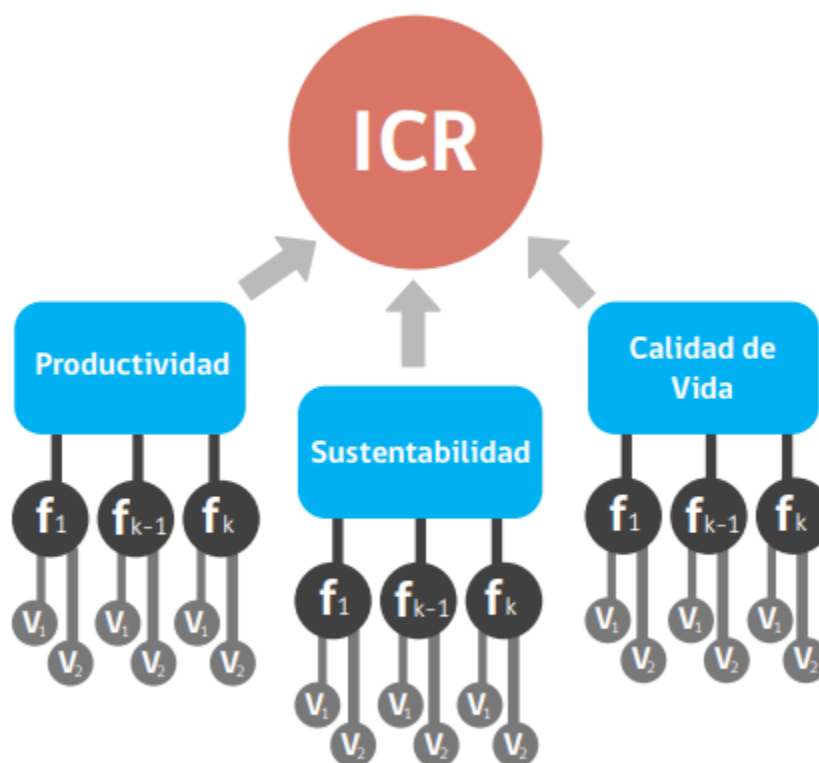 ICR
Productividad
Calidad de
Vida
Sustentabilidad
f1 fk-1 fk
f1 fk-1 fk
f1 fk-1 fk
V1 V1 V1
V2 V2 V2
V1 V1 V1
V2 V2 V2
V1 V1 V1
V2 V2 V2